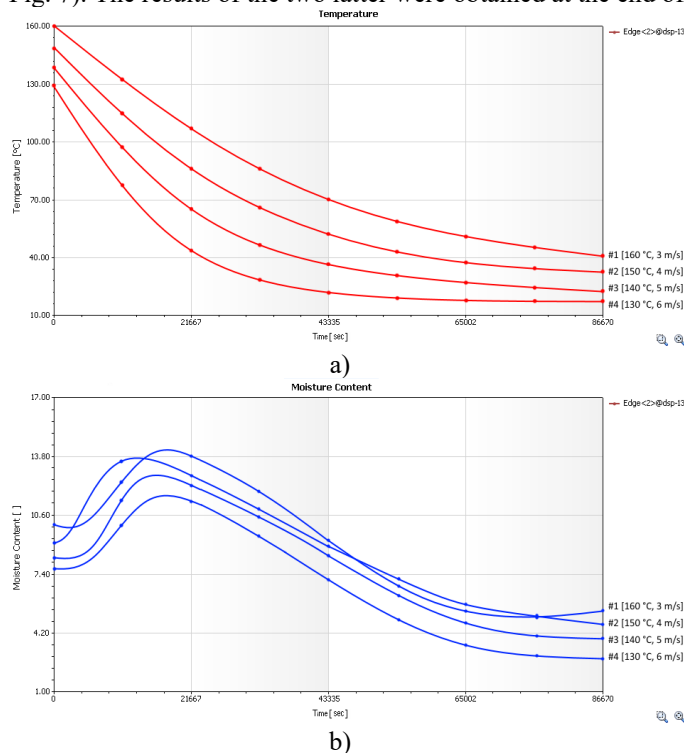 Fig. 7). The results of the two latter were obtained at the end of
Temperature
160.00
130.00
100.00
70.00
40.00
10.00
Temperature [°C]
Edge<2>@dsp-13
#1 [160 °C, 3 m/s]
#2 [150 °C, 4 m/s]
#3 [140 °C, 5 m/s]
#4 [130 °C, 6 m/s]
0
21667
43335
65002
86670
Time [ sec ]
a)
Moisture Content
17.00
13.80
10.60
7.40
4.20
1.00
Moisture Content [ ]
Edge<2>@dsp-13
#1 [160 °C, 3 m/s]
#2 [150 °C, 4 m/s]
#3 [140 °C, 5 m/s]
#4 [130 °C, 6 m/s]
0
21667
43335
65002
86670
Time [ sec ]
b)